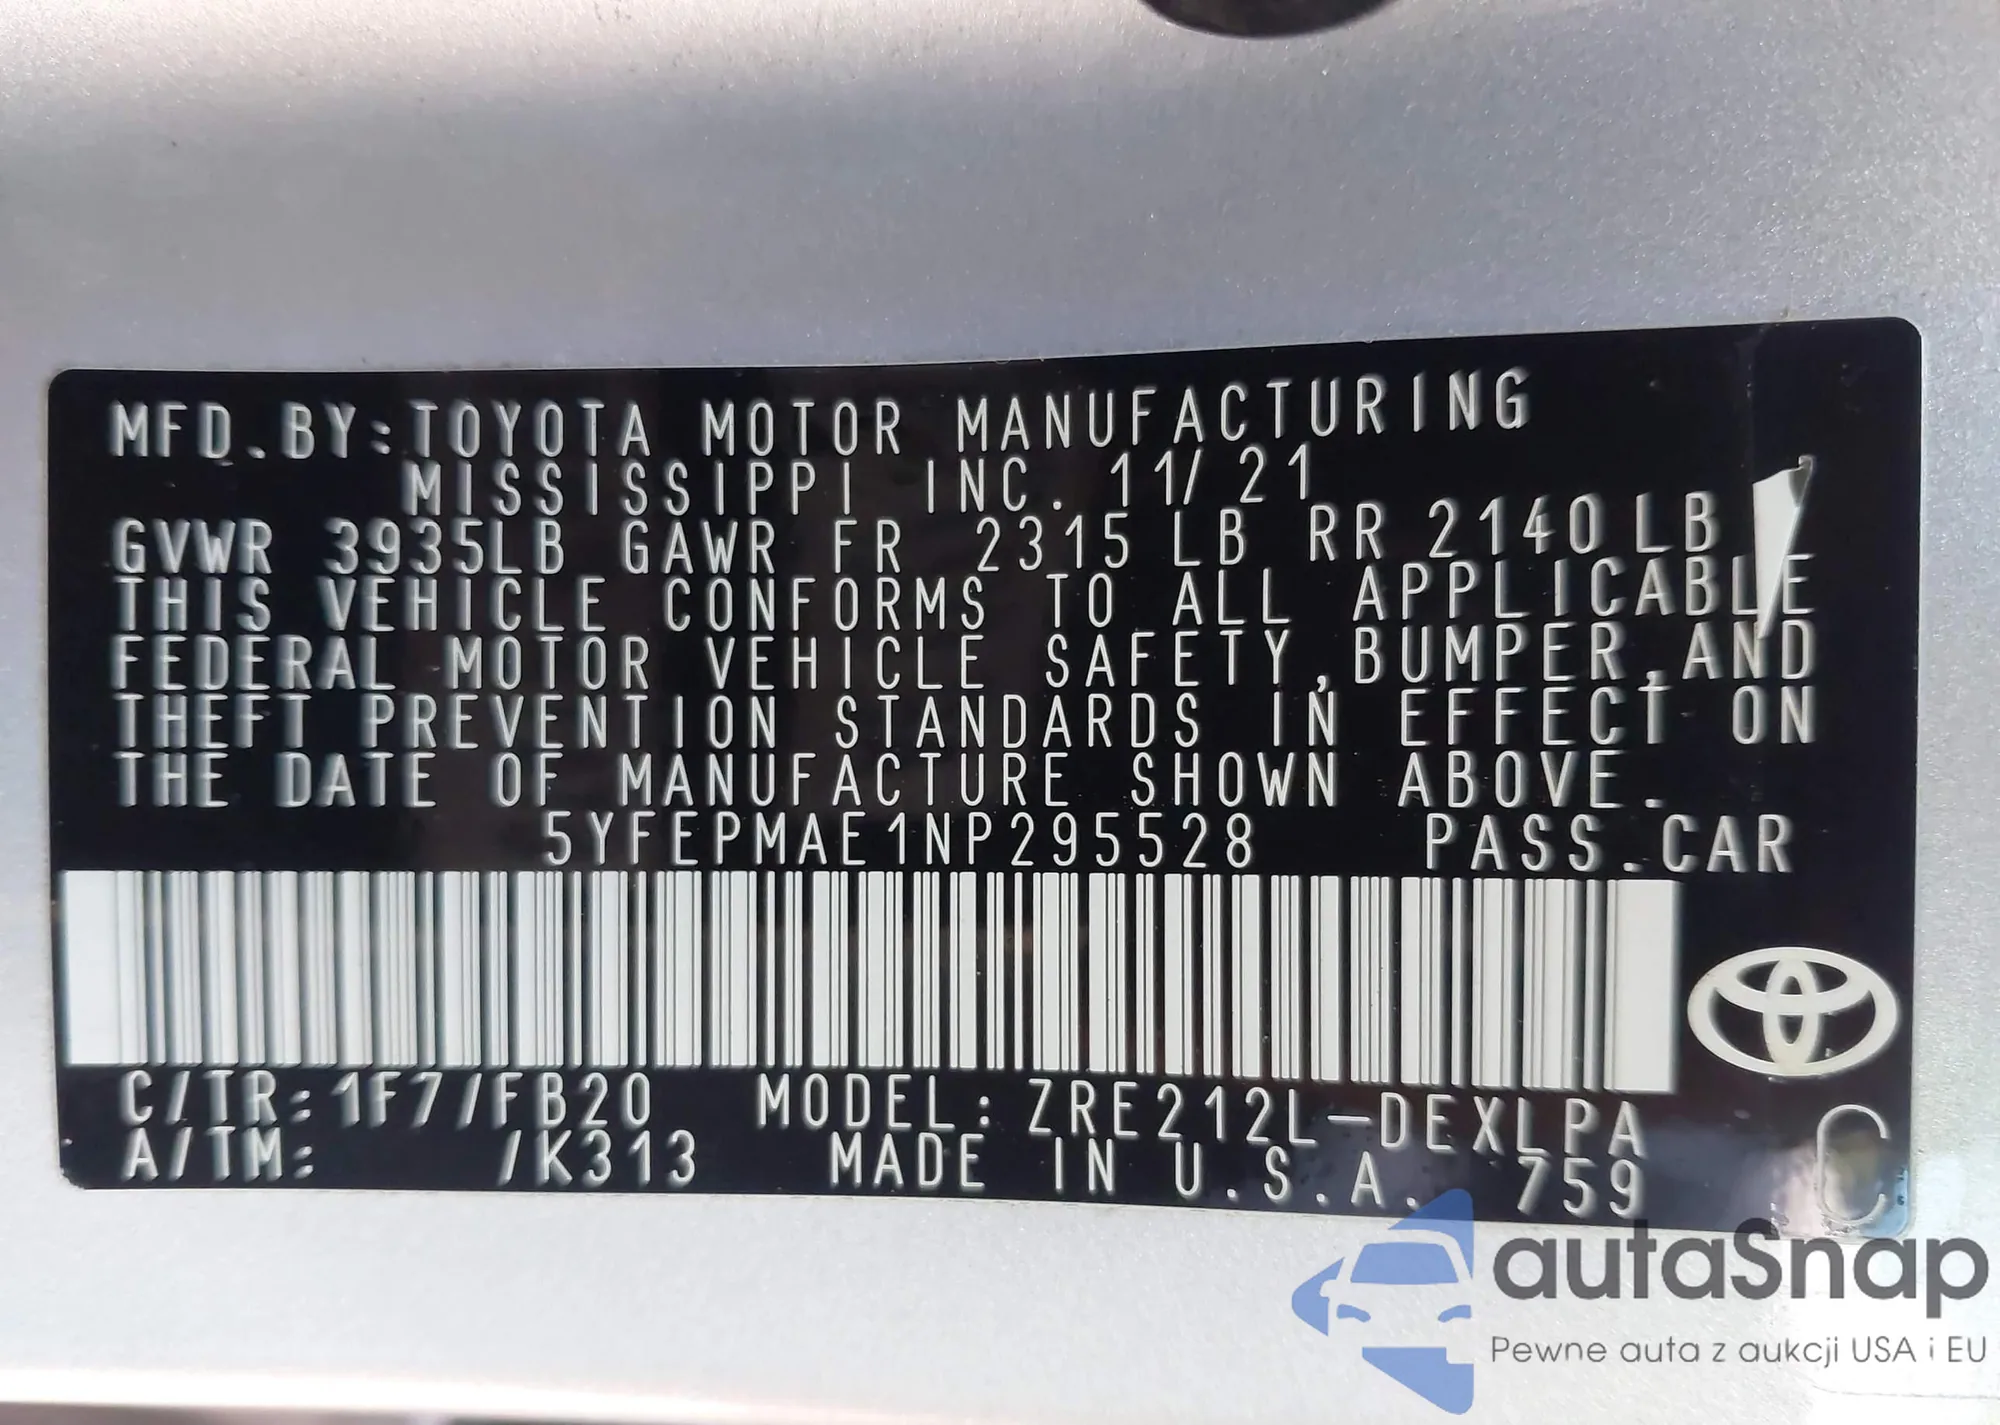 MFD.BY:TOYOTA MOTOR MANUFACTURING
MISSISSIPPI INC. 11/21
GVWR 3935LB GAWR FR 2315 LB RR 2140LB
THIS VEHICLE CONFORMS TO ALL APPLICABLE
FEDERAL MOTOR VEHICLE SAFETY,BUMPER,AND
THEFT PREVENTION STANDARDS IN EFFECT ON
THE DATE OF MANUFACTURE SHOWN ABOVE.
5YFEPMAE1NP295528 PASS.CAR
C/TR:1F7/FB20 MODEL:ZRE212L-DEXLPA
A/TM: /K313 MADE IN U.S.A. 759
C
autaSnap
Pewne auta z aukcji USA i EU